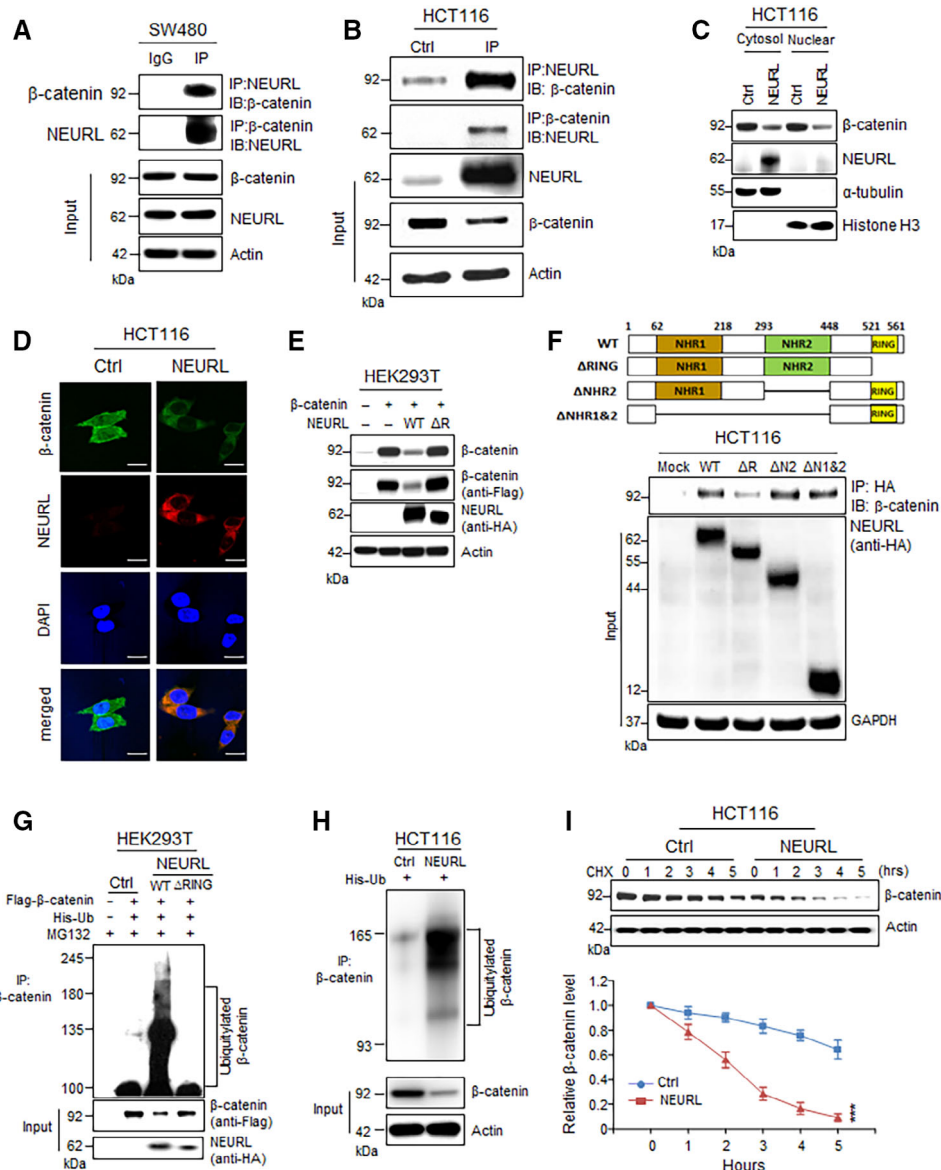 A
SW480
IgG IP
β-catenin 92 IP:NEURL
IB:β-catenin
NEURL 62 IP:β-catenin
IB:NEURL
Input
92 β-catenin
62 NEURL
42 Actin
kDa
B
HCT116
Ctrl IP
92 IP:NEURL
IB: β-catenin
62 IP:β-catenin
IB:NEURL
Input
62 NEURL
92 β-catenin
42 Actin
kDa
C
HCT116
Cytosol Nuclear
Ctrl NEURL Ctrl NEURL
92 β-catenin
62 NEURL
55 α-tubulin
17 Histone H3
kDa
D
HCT116
Ctrl NEURL
β-catenin
NEURL
DAPI
merged
E
HEK293T
β-catenin – + + +
NEURL – – WT ΔR
92 β-catenin
92 β-catenin
(anti-Flag)
62 NEURL
(anti-HA)
42 Actin
kDa
F
1 62 218 293 448 521 561
WT NHR1 NHR2 RING
ΔRING NHR1 NHR2
ΔNHR2 NHR1 RING
ΔNHR1&2 RING
HCT116
Mock WT ΔR ΔN2 ΔN1&2
92 IP: HA
IB: β-catenin
NEURL
(anti-HA)
Input
62
55
44
12
37 GAPDH
kDa
G
HEK293T
NEURL
Ctrl WT ΔRING
Flag-β-catenin – + + +
His-Ub – + + +
MG132 + + + +
IP:
β-catenin
245
180
135
100
Ubiquitylated
β-catenin
Input
92 β-catenin
(anti-Flag)
62 NEURL
(anti-HA)
kDa
H
HCT116
Ctrl NEURL
His-Ub + +
165
IP:
β-catenin
93
Ubiquitylated
β-catenin
Input
92 β-catenin
42 Actin
kDa
I
HCT116
Ctrl NEURL
CHX 0 1 2 3 4 5 0 1 2 3 4 5 (hrs)
92 β-catenin
42 Actin
kDa
Relative β-catenin level
1.2
1.0
0.8
0.6
0.4
0.2
0
Ctrl
NEURL
***
0 1 2 3 4 5
Hours